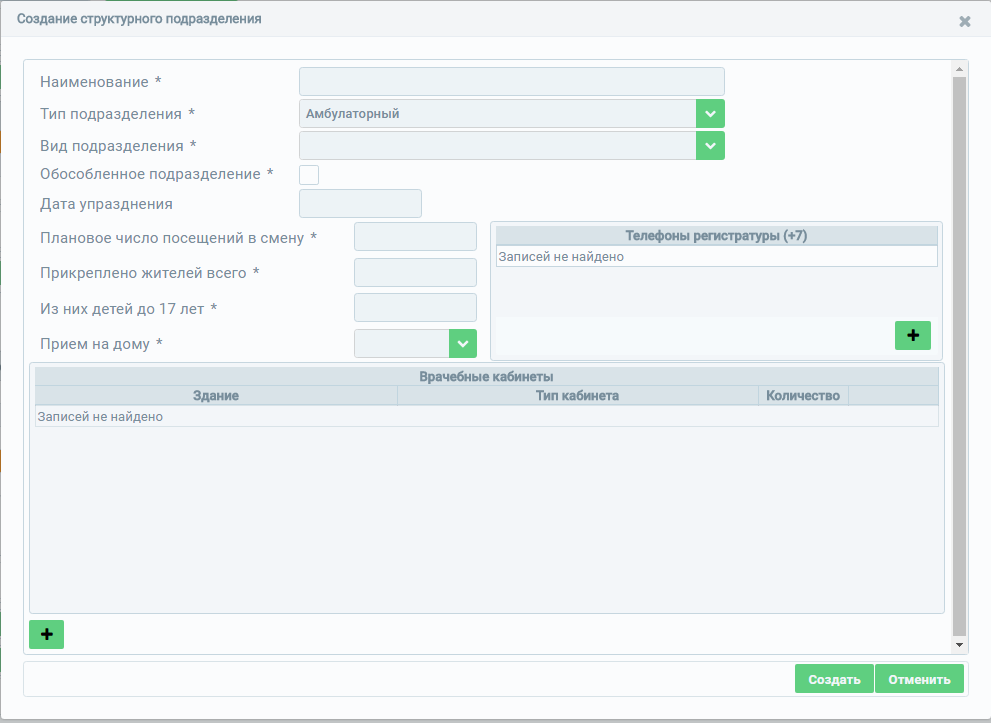 Создание структурного подразделения
Наименование *
Тип подразделения *
Амбулаторный
Вид подразделения *
Обособленное подразделение *
Дата упразднения
Плановое число посещений в смену *
Прикреплено жителей всего *
Из них детей до 17 лет *
Прием на дому *
Телефоны регистратуры (+7)
Записей не найдено
Врачебные кабинеты
Здание Тип кабинета Количество
Записей не найдено
Создать Отменить